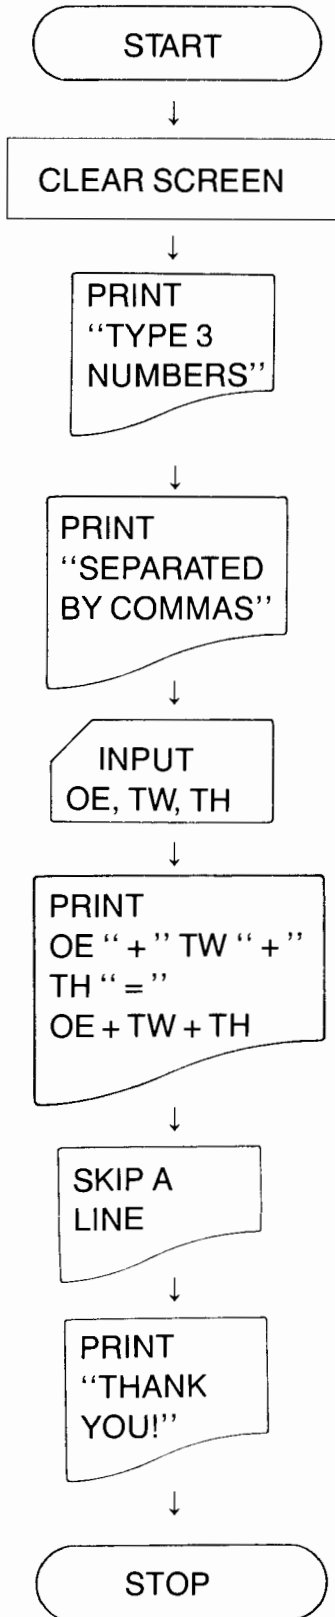 START
CLEAR SCREEN
PRINT
‘‘TYPE 3
NUMBERS’’
PRINT
‘‘SEPARATED
BY COMMAS’’
INPUT
OE, TW, TH
PRINT
OE ‘‘ + ’’ TW ‘‘ + ’’
TH ‘‘ = ’’
OE + TW + TH
SKIP A
LINE
PRINT
‘‘THANK
YOU!’’
STOP